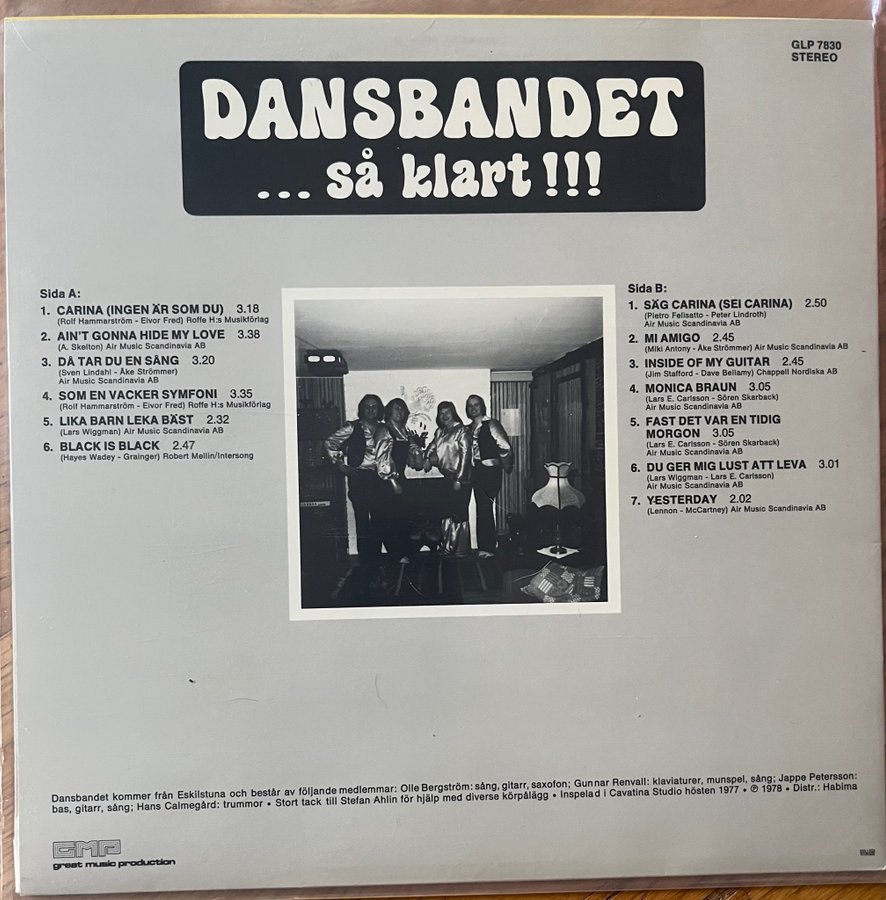 GLP 7830
STEREO
DANSBANDET
... så klart!!!
Sida A:
1. CARINA (INGEN ÄR SOM DU) 3.18
(Rolf Hammarström - Eivor Fred) Roffe H:s Musikförlag
2. AIN'T GONNA HIDE MY LOVE 3.38
(A. Skelton) Air Music Scandinavia AB
3. DÅ TAR DU EN SÅNG 3.20
(Sven Lindahl - Åke Strömmer)
Air Music Scandinavia AB
4. SOM EN VACKER SYMFONI 3.35
(Rolf Hammarström - Eivor Fred) Roffe H:s Musikförlag
5. LIKA BARN LEKA BÄST 2.32
(Lars Wiggman) Air Music Scandinavia AB
6. BLACK IS BLACK 2.47
(Hayes Wadey - Grainger) Robert Mellin/Intersong
Sida B:
1. SÄG CARINA (SEI CARINA) 2.50
(Pietro Felisatto - Peter Lindroth)
Air Music Scandinavia AB
2. MI AMIGO 2.45
(Miki Antony - Åke Strömmer) Air Music Scandinavia AB
3. INSIDE OF MY GUITAR 2.45
(Jim Stafford - Dave Bellamy) Chappell Nordiska AB
4. MONICA BRAUN 3.05
(Lars E. Carlsson - Sören Skarback)
Air Music Scandinavia AB
5. FAST DET VAR EN TIDIG
MORGON 3.05
(Lars E. Carlsson - Sören Skarback)
Air Music Scandinavia AB
6. DU GER MIG LUST ATT LEVA 3.01
(Lars Wiggman - Lars E. Carlsson)
Air Music Scandinavia AB
7. YESTERDAY 2.02
(Lennon - McCartney) Air Music Scandinavia AB
Dansbandet kommer från Eskilstuna och består av följande medlemmar: Olle Bergström: sång, gitarr, saxofon; Gunnar Renvall: klaviaturer, munspel, sång; Jappe Petersson:
bas, gitarr, sång; Hans Calmegård: trummor • Stort tack till Stefan Ahlin för hjälp med diverse körpålägg • Inspelad i Cavatina Studio hösten 1977 • ℗ 1978 • Distr.: Habima
GMP
great music production